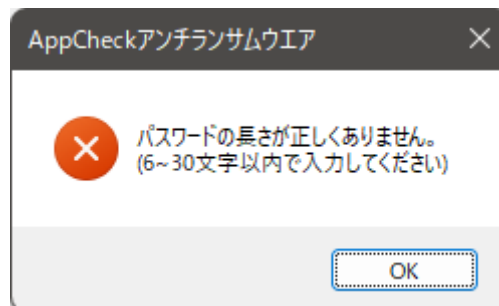 AppCheckアンチランサムウエア
パスワードの長さが正しくありません。
(6~30文字以内で入力してください)
OK